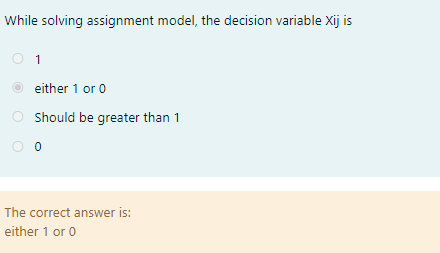 While solving assignment model, the decision variable Xij is
1
either 1 or 0
Should be greater than 1
0
The correct answer is:
either 1 or 0